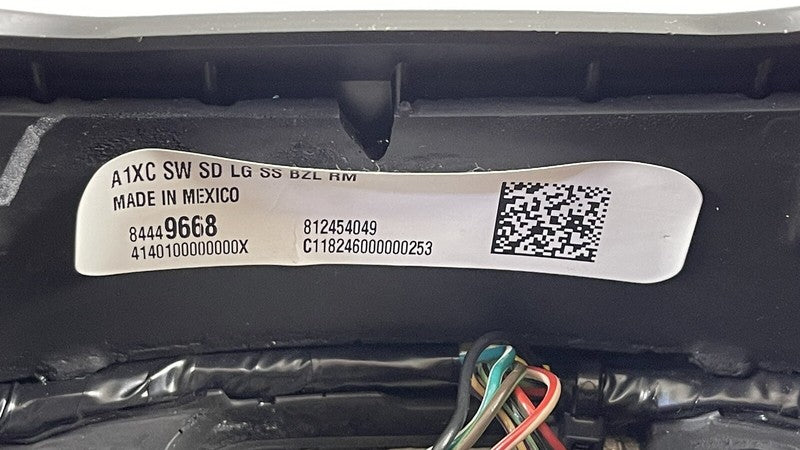 A1XC SW SD LG SS BZL RM
MADE IN MEXICO
84449668
4140100000000X
812454049
C118246000000253